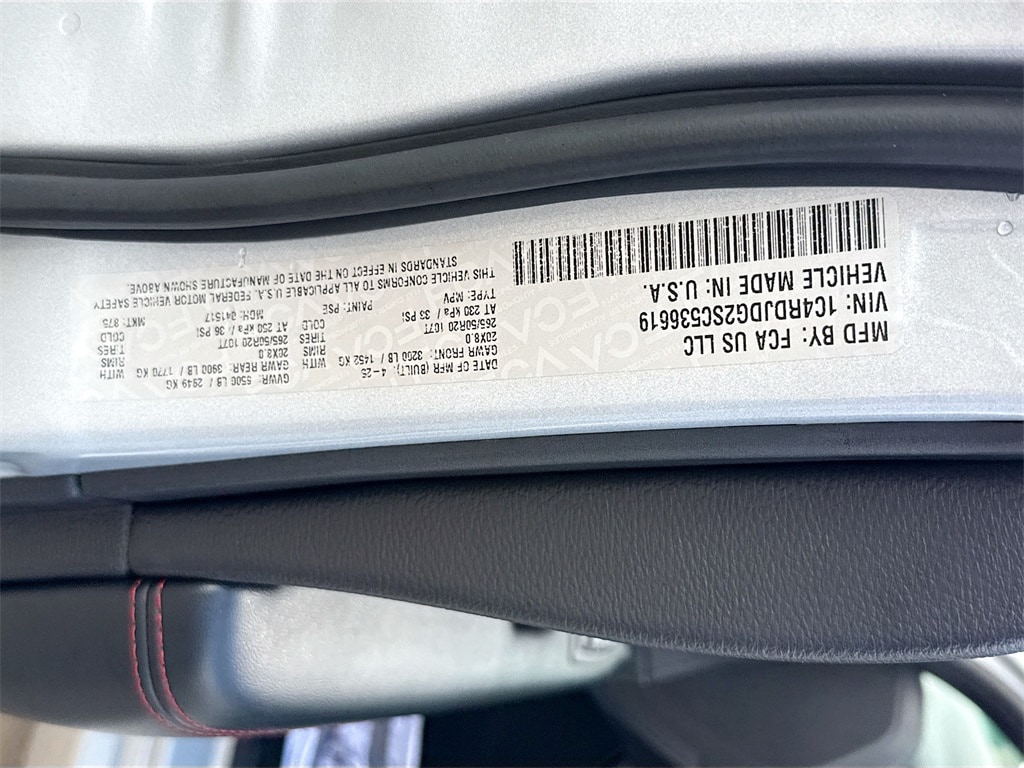 MFD BY: FCA US LLC
VIN: 1C4RDJDG2SC536619
VEHICLE MADE IN: U.S.A.
DATE OF MFR (BUILT): 4-25
GVWR: 6500 LB / 2949 KG
GAWR FRONT: 3200 LB / 1452 KG
GAWR REAR: 3900 LB / 1770 KG
WITH
20X8.0
RIMS
20X8.0
WITH
RIMS
265/50R20 107T
TIRES
265/50R20 107T
TIRES
AT 230 kPa / 33 PSI
COLD
AT 250 kPa / 36 PSI
COLD
TYPE: MPV
PAINT: PSE
MDH: 041517
MKT: 875
THIS VEHICLE CONFORMS TO ALL APPLICABLE U.S.A. FEDERAL MOTOR VEHICLE SAFETY
STANDARDS IN EFFECT ON THE DATE OF MANUFACTURE SHOWN ABOVE.